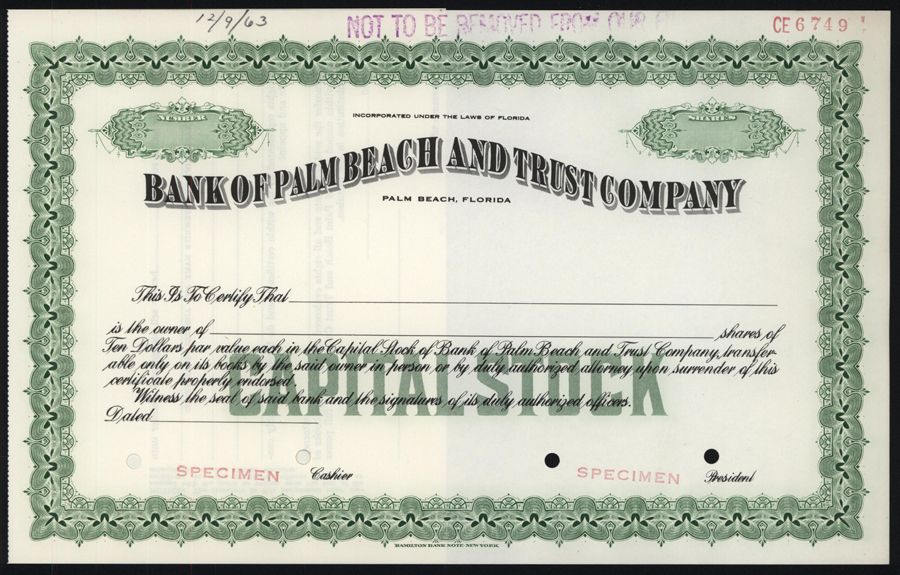 12/9/63
NOT TO BE REMOVED FROM OUR
CE 6749
NUMBER
SHARES
INCORPORATED UNDER THE LAWS OF FLORIDA
BANK OF PALM BEACH AND TRUST COMPANY
PALM BEACH, FLORIDA
This Is To Certify That
is the owner of shares of
Ten Dollars par value each in the Capital Stock of Bank of Palm Beach and Trust Company, transfer-
able only on its books by the said owner in person or by duly authorized attorney upon surrender of this
certificate properly endorsed.
Witness the seal of said bank and the signatures of its duly authorized officers.
CAPITAL STOCK
Dated
SPECIMEN
Cashier
SPECIMEN
President
HAMILTON BANK NOTE-NEW YORK